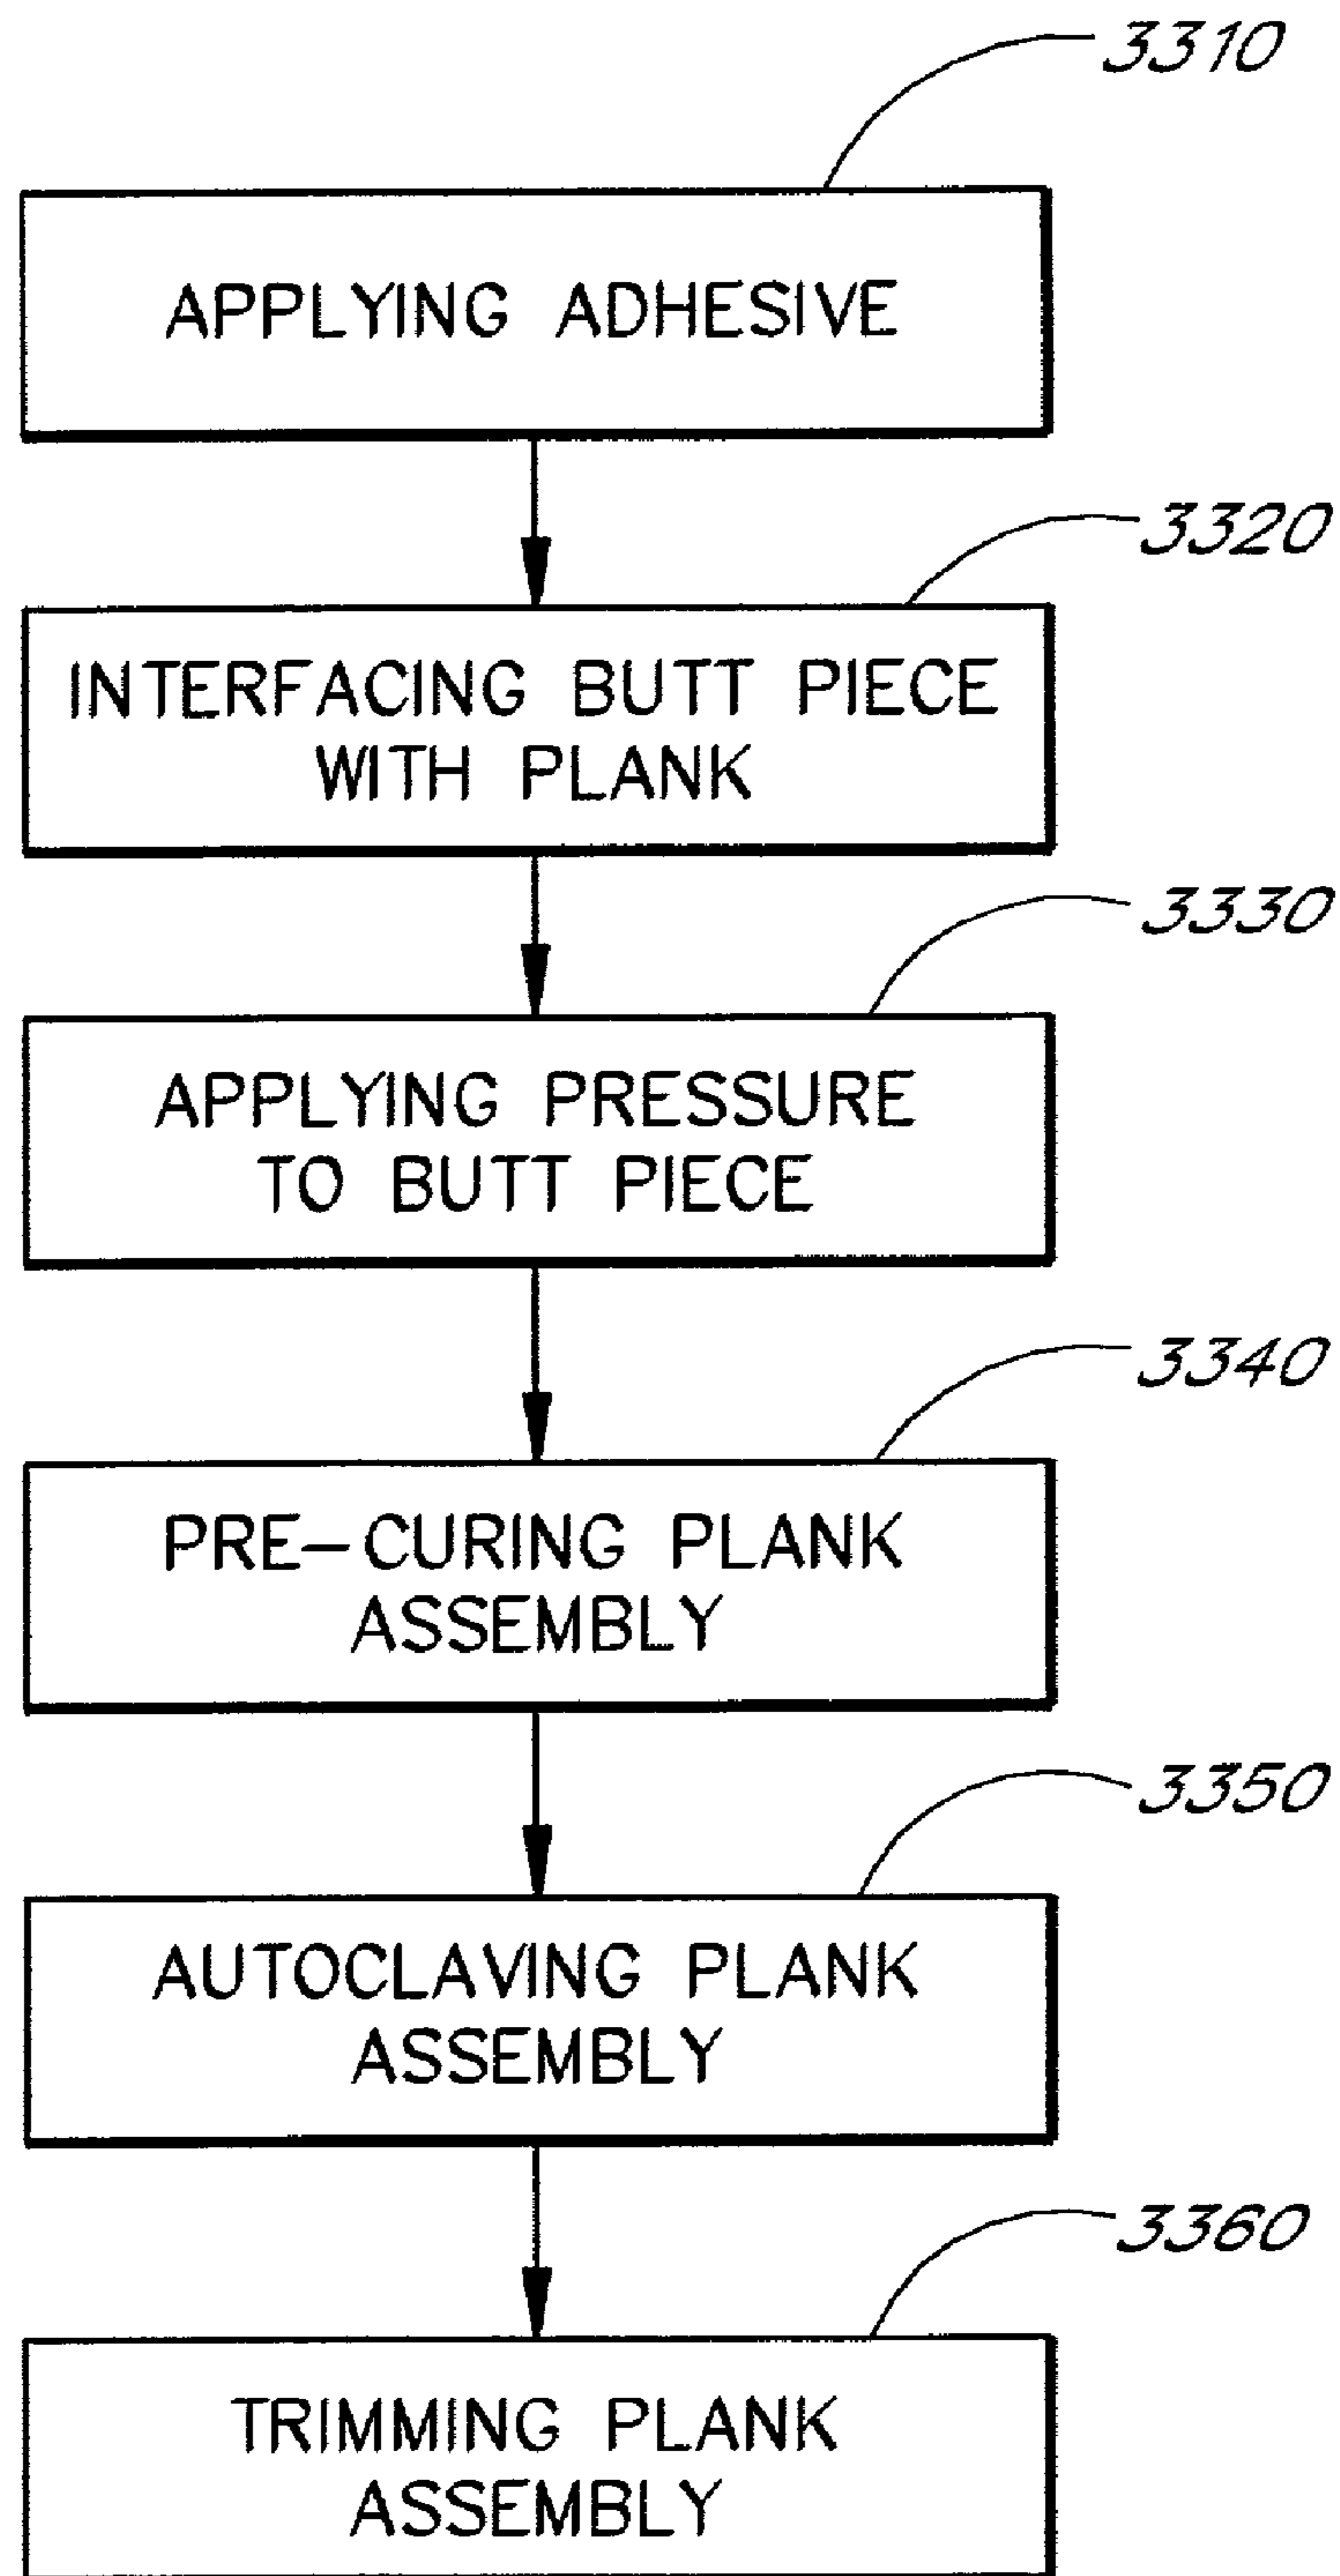 3310
APPLYING ADHESIVE
3320
INTERFACING BUTT PIECE
WITH PLANK
3330
APPLYING PRESSURE
TO BUTT PIECE
3340
PRE-CURING PLANK
ASSEMBLY
3350
AUTOCLAVING PLANK
ASSEMBLY
3360
TRIMMING PLANK
ASSEMBLY